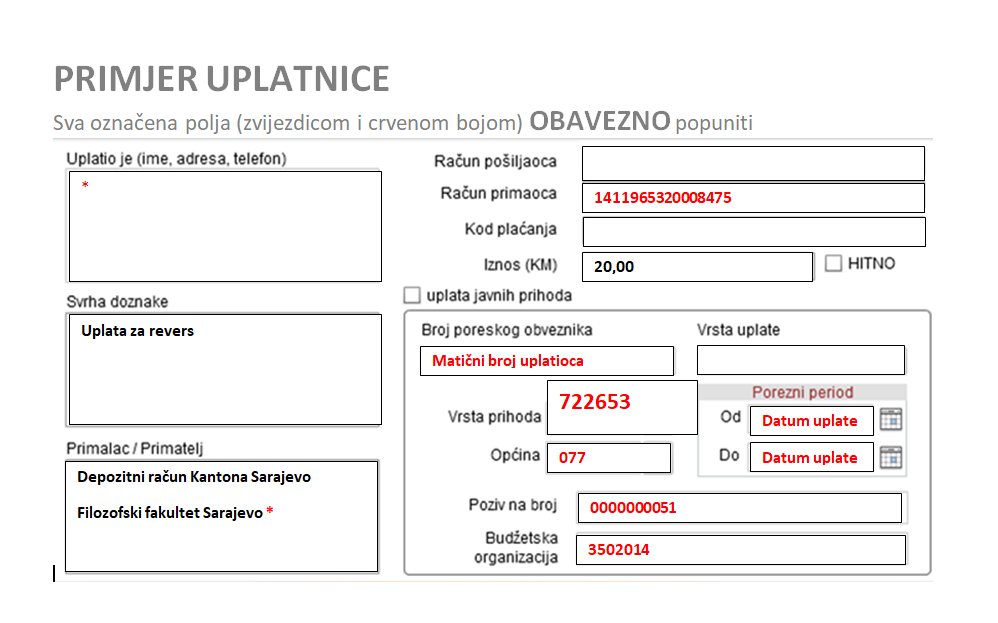 PRIMJER UPLATNICE
Sva označena polja (zvijezdicom i crvenom bojom) OBAVEZNO popuniti
Uplatio je (ime, adresa, telefon)
*
Svrha doznake
Uplata za revers
Primalac / Primatelj
Depozitni račun Kantona Sarajevo
Filozofski fakultet Sarajevo *
Račun pošiljaoca
Račun primaoca 1411965320008475
Kod plaćanja
Iznos (KM) 20,00 HITNO
uplata javnih prihoda
Broj poreskog obveznika Vrsta uplate
Matični broj uplatioca
Vrsta prihoda 722653
Porezni period
Od Datum uplate
Općina 077
Do Datum uplate
Poziv na broj 0000000051
Budžetska
organizacija 3502014